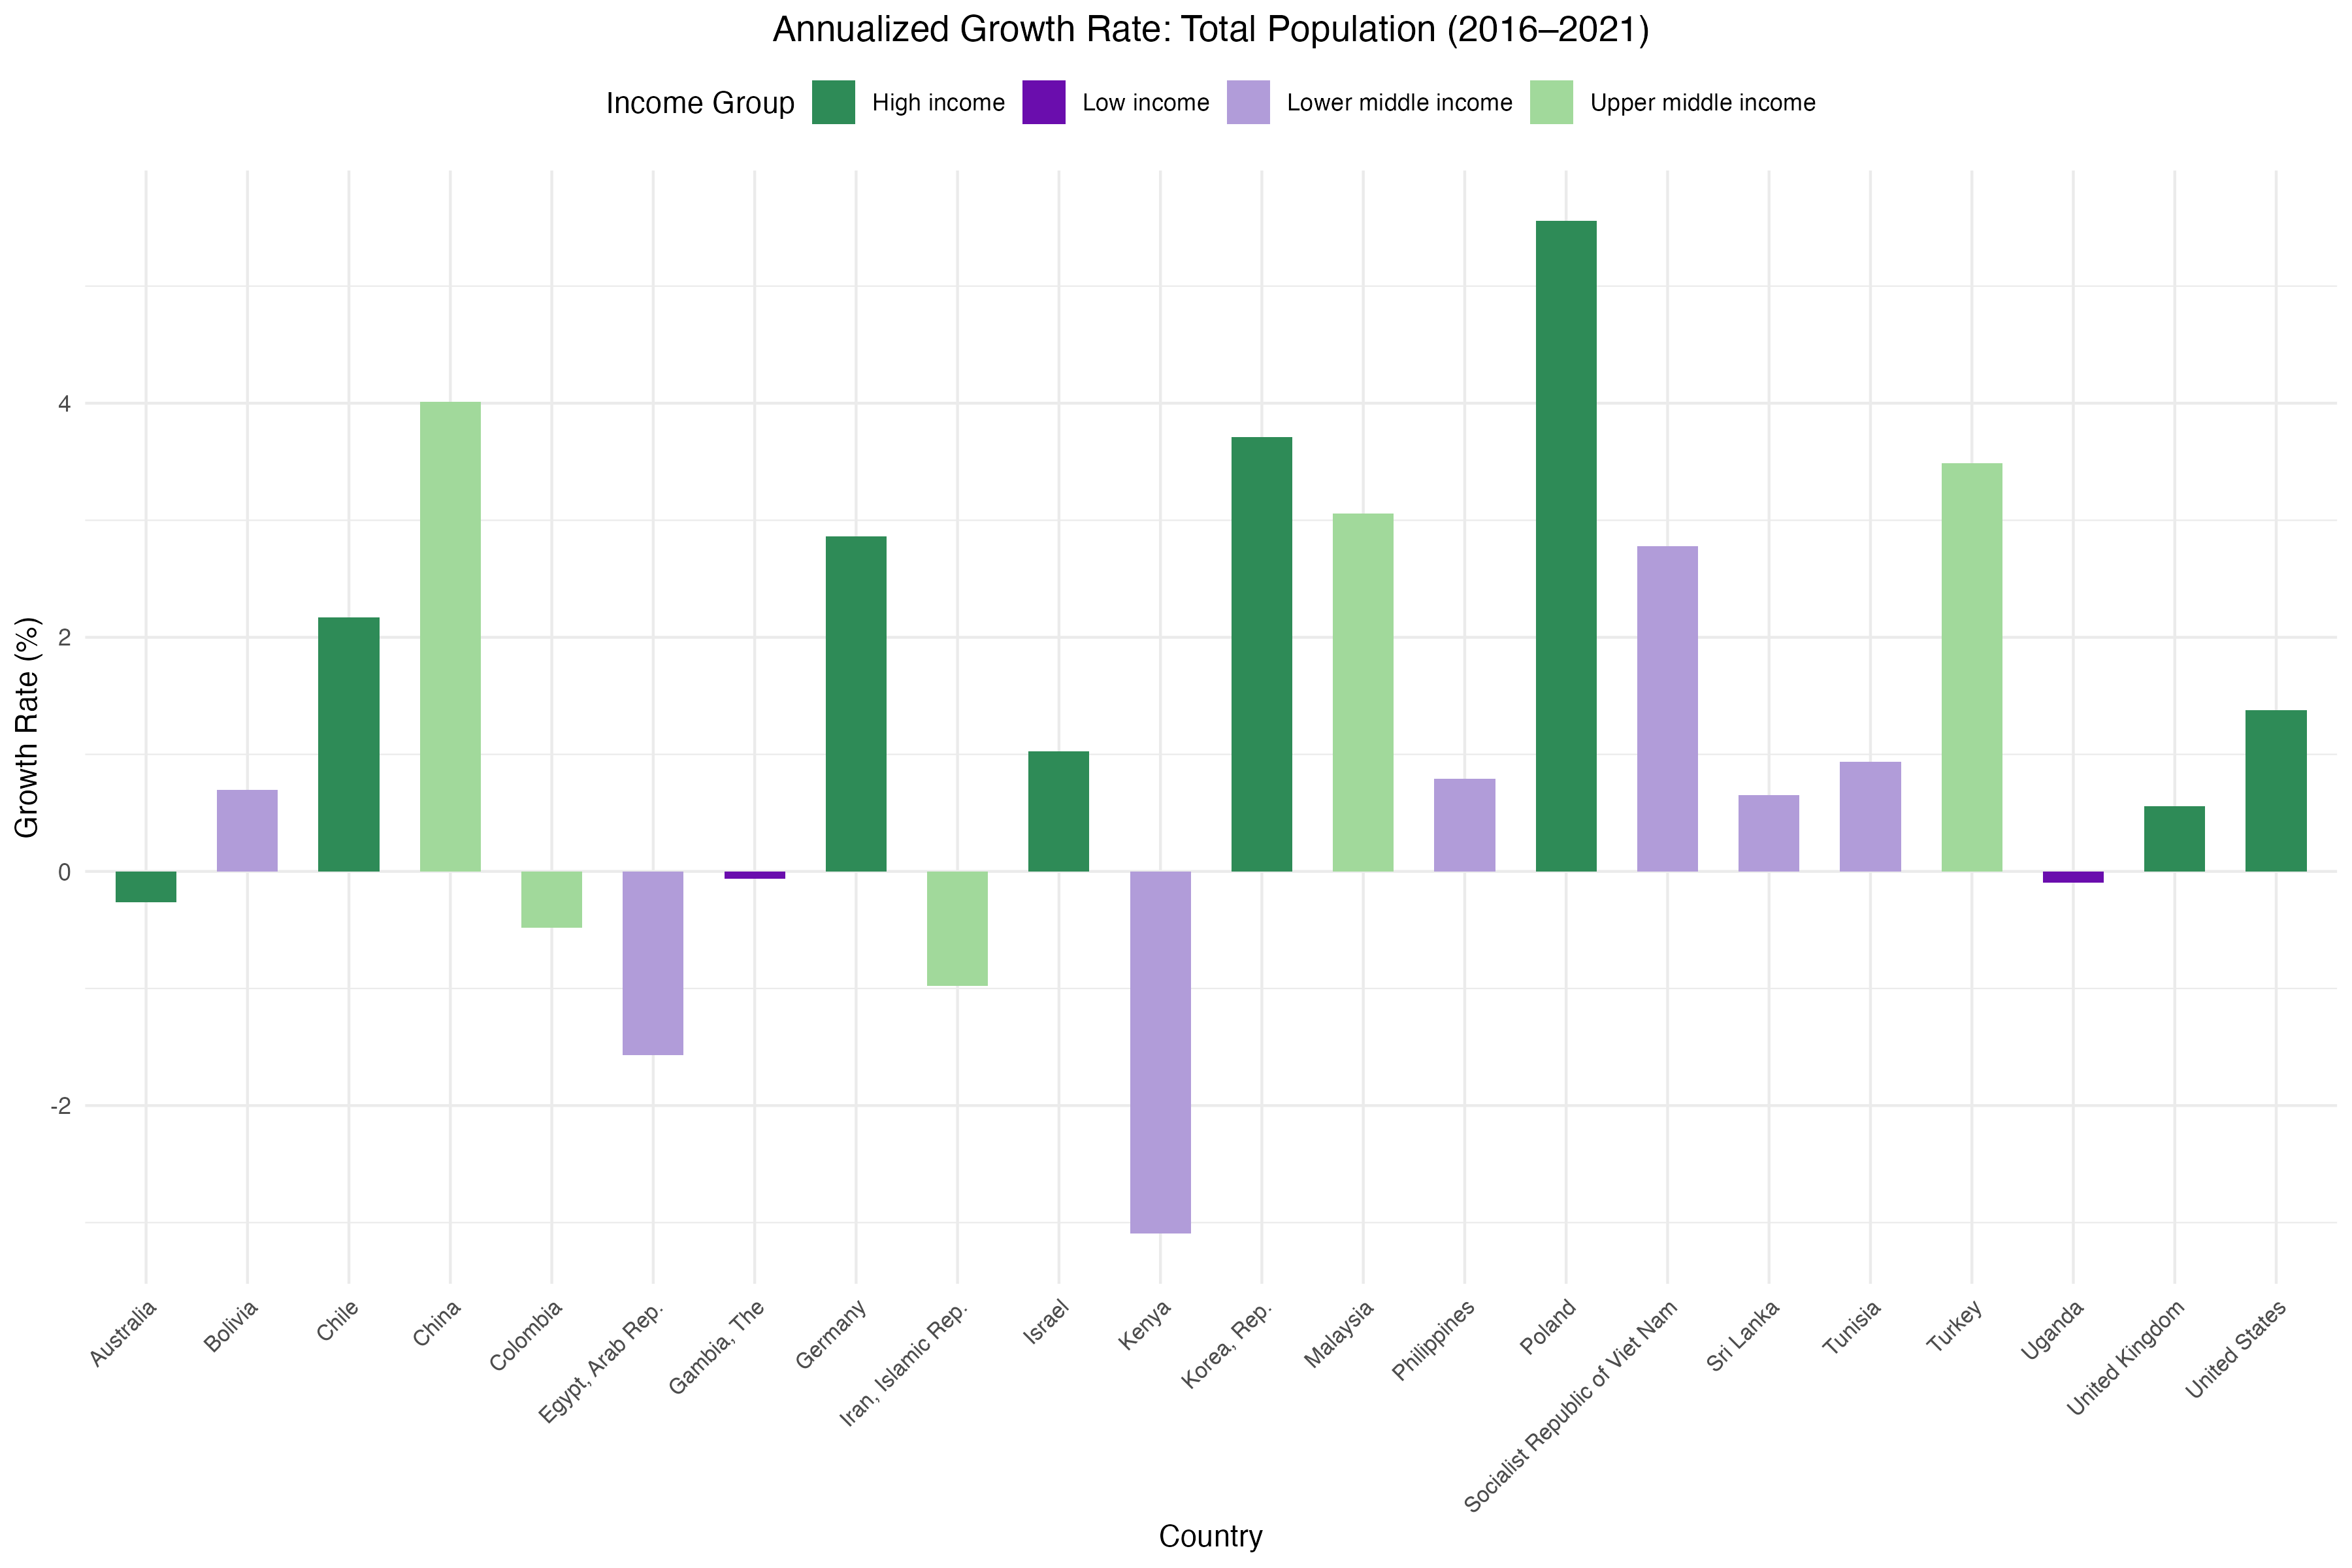 Annualized Growth Rate: Total Population (2016–2021)
Income Group High income Low income Lower middle income Upper middle income
Growth Rate (%)
4
2
0
-2
Australia
Bolivia
Chile
China
Colombia
Egypt, Arab Rep.
Gambia, The
Germany
Iran, Islamic Rep.
Israel
Kenya
Korea, Rep.
Malaysia
Philippines
Poland
Socialist Republic of Viet Nam
Sri Lanka
Tunisia
Turkey
Uganda
United Kingdom
United States
Country